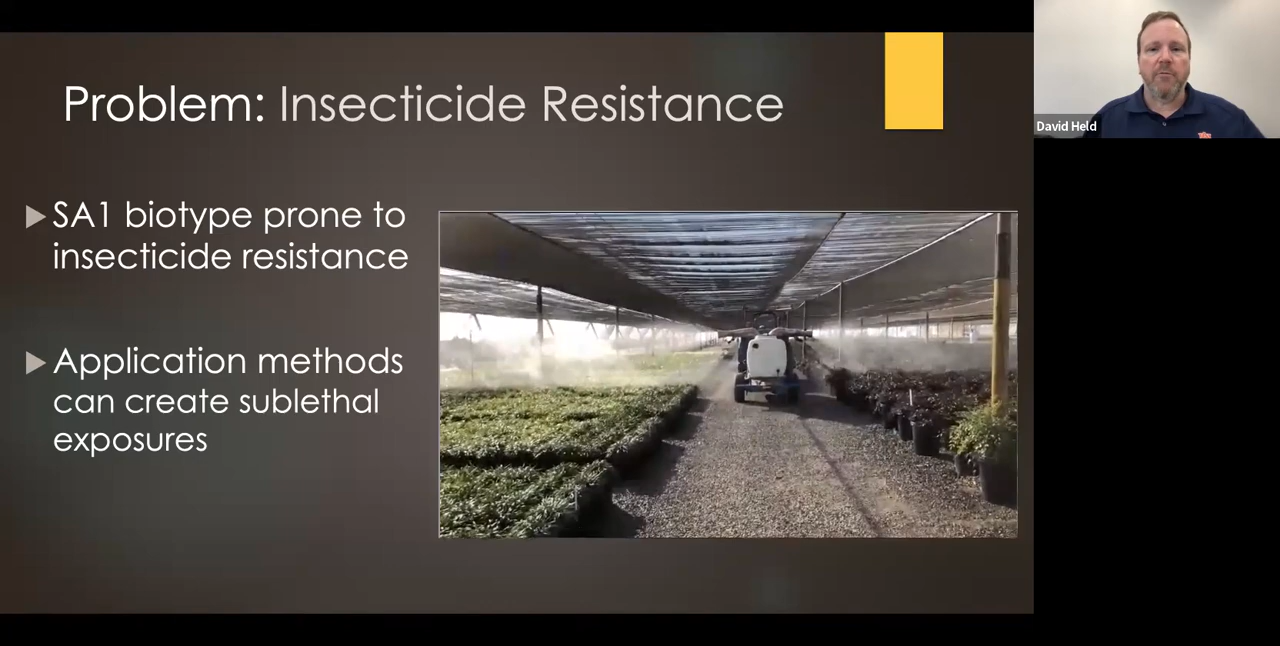 Problem: Insecticide Resistance
SA1 biotype prone to
insecticide resistance
Application methods
can create sublethal
exposures
David Held